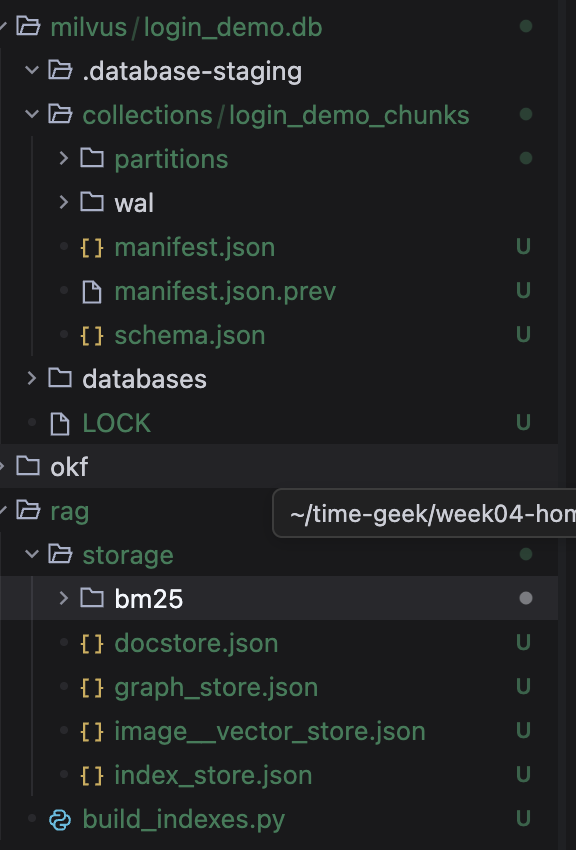 milvus/login_demo.db
.database-staging
collections/login_demo_chunks
partitions
wal
{} manifest.json U
manifest.json.prev U
{} schema.json U
databases
LOCK U
okf
rag
~/time-geek/week04-hom
storage
bm25
{} docstore.json U
{} graph_store.json U
{} image__vector_store.json U
{} index_store.json U
build_indexes.py U